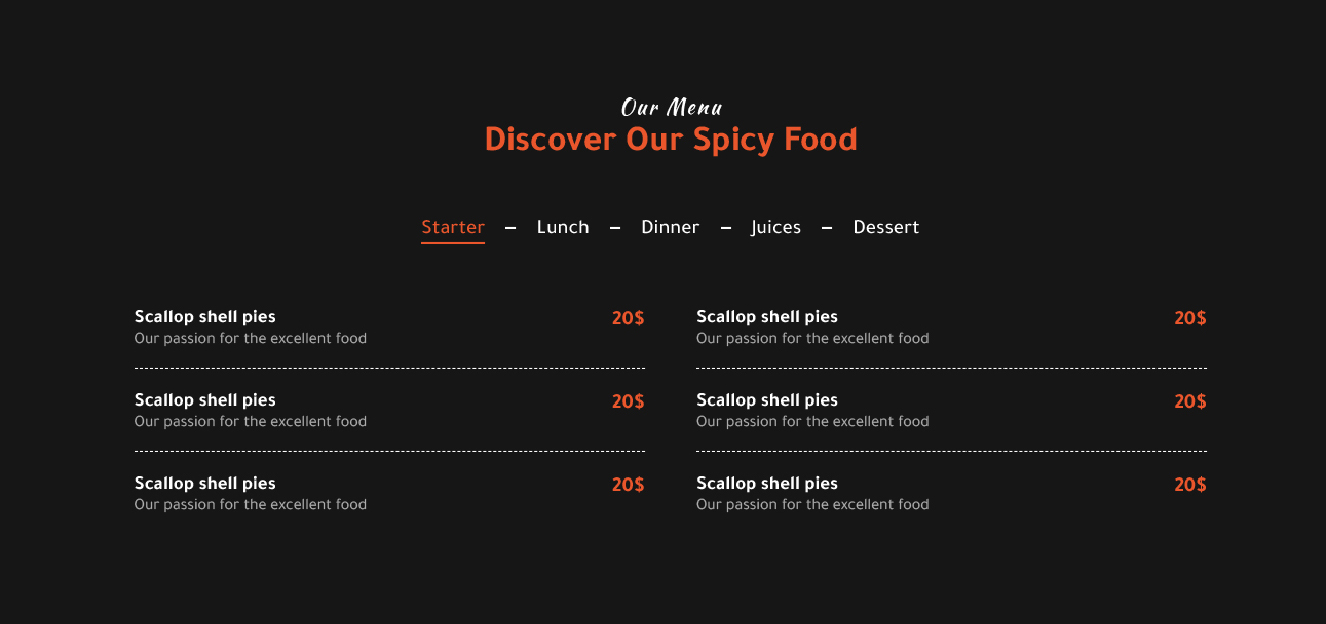 Our Menu
Discover Our Spicy Food
Starter – Lunch – Dinner – Juices – Dessert
Scallop shell pies 20$
Our passion for the excellent food
Scallop shell pies 20$
Our passion for the excellent food
Scallop shell pies 20$
Our passion for the excellent food
Scallop shell pies 20$
Our passion for the excellent food
Scallop shell pies 20$
Our passion for the excellent food
Scallop shell pies 20$
Our passion for the excellent food